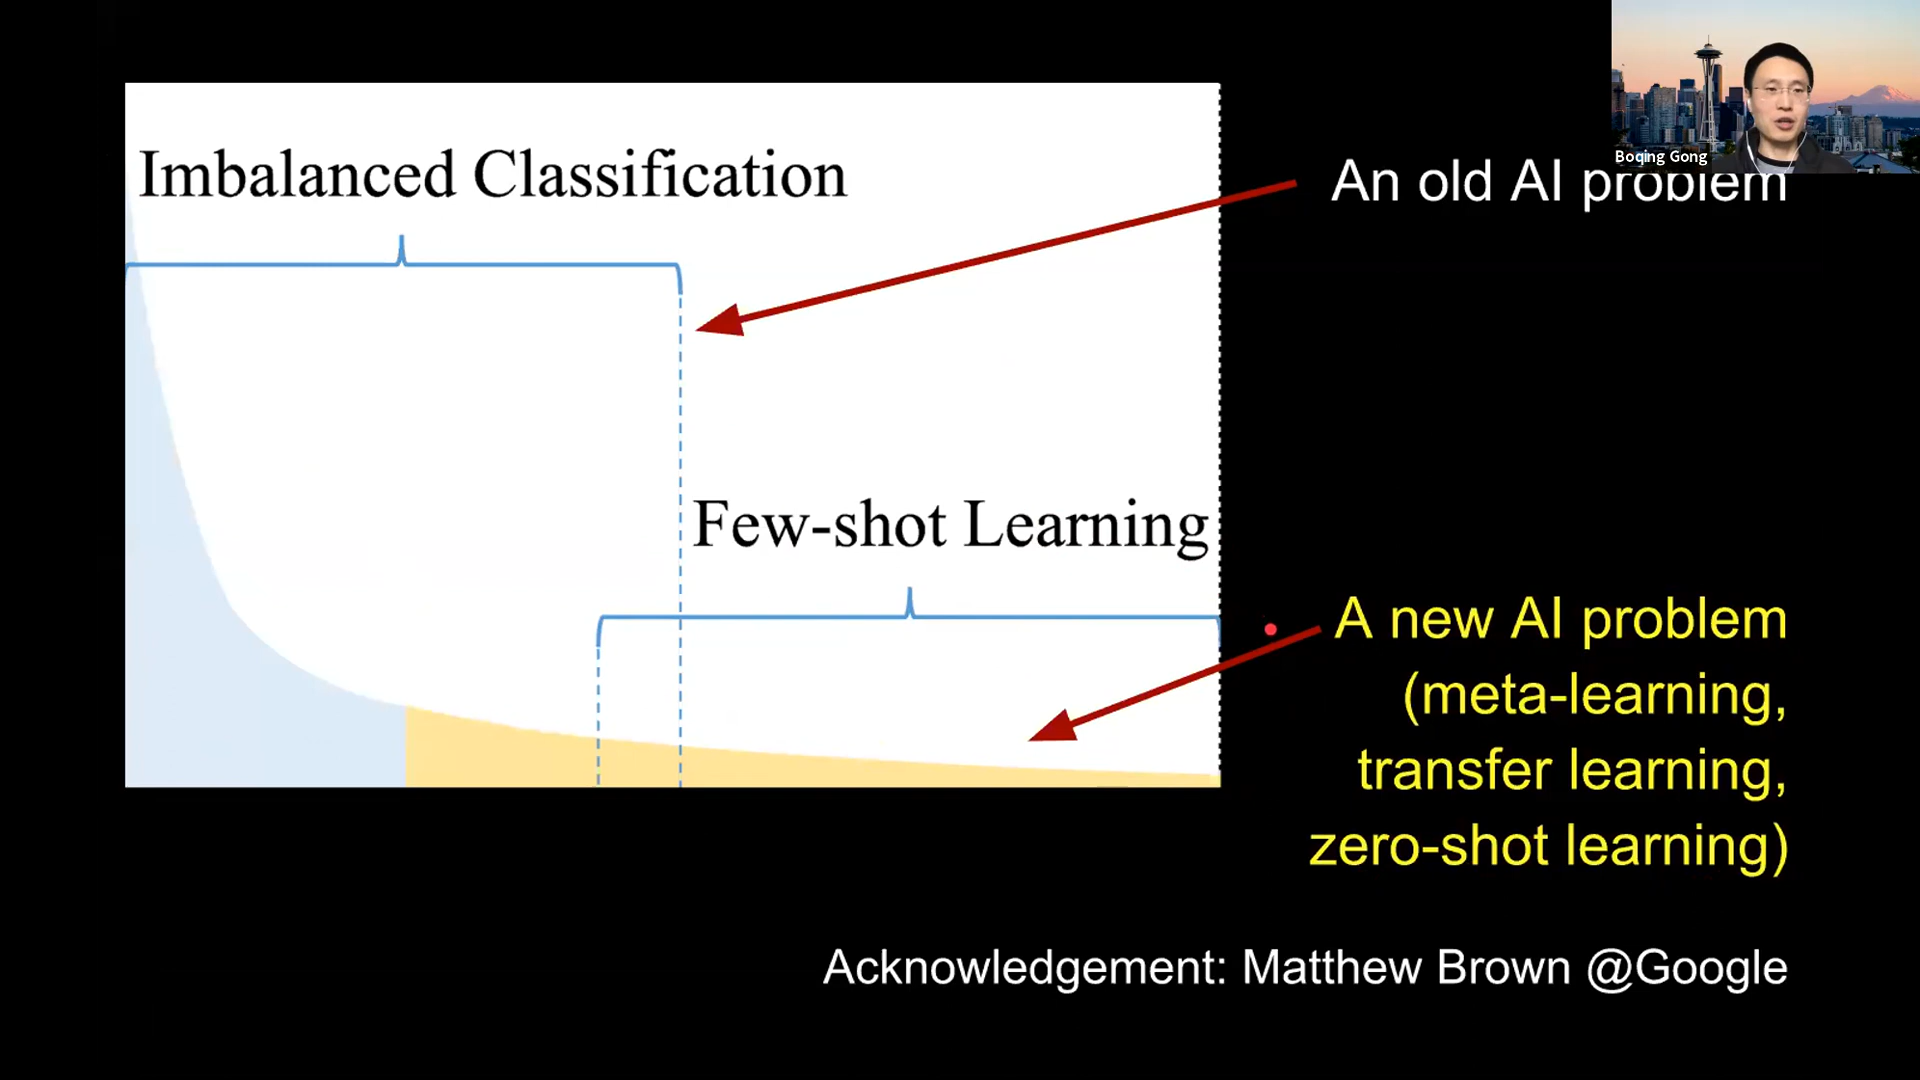 Imbalanced Classification
Boqing Gong
An old AI problem
Few-shot Learning
A new AI problem
(meta-learning,
transfer learning,
zero-shot learning)
Acknowledgement: Matthew Brown @Google